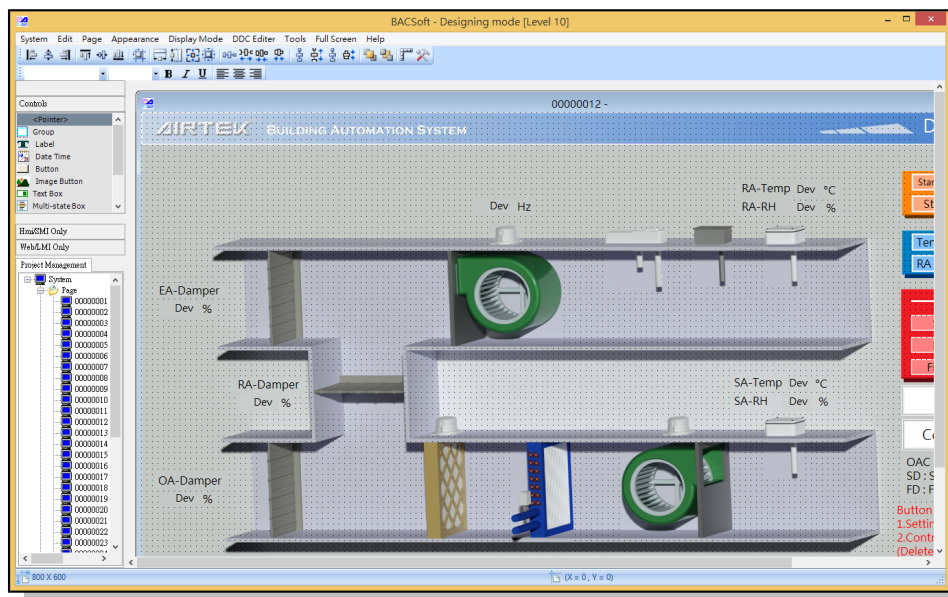 BACSoft - Designing mode [Level 10]
System Edit Page Appearance Display Mode DDC Editer Tools Full Screen Help
B I U
Controls
<Pointer>
Group
Label
Date Time
Button
Image Button
Text Box
Multi-state Box
Hmi/SMI Only
Web/LMI Only
Project Management
System
Page
00000001
00000002
00000003
00000004
00000005
00000006
00000007
00000008
00000009
00000010
00000011
00000012
00000013
00000014
00000015
00000016
00000017
00000018
00000019
00000020
00000021
00000022
00000023
00000012 -
AIRTEK BUILDING AUTOMATION SYSTEM
D
RA-Temp Dev °C
RA-RH Dev %
Dev Hz
Star
St
Ten
RA
EA-Damper
Dev %
RA-Damper
Dev %
SA-Temp Dev °C
SA-RH Dev %
OA-Damper
Dev %
OAC
SD : S
FD : F
Button
1.Settin
2.Contr
(Delete
800 X 600
(X = 0 , Y = 0)